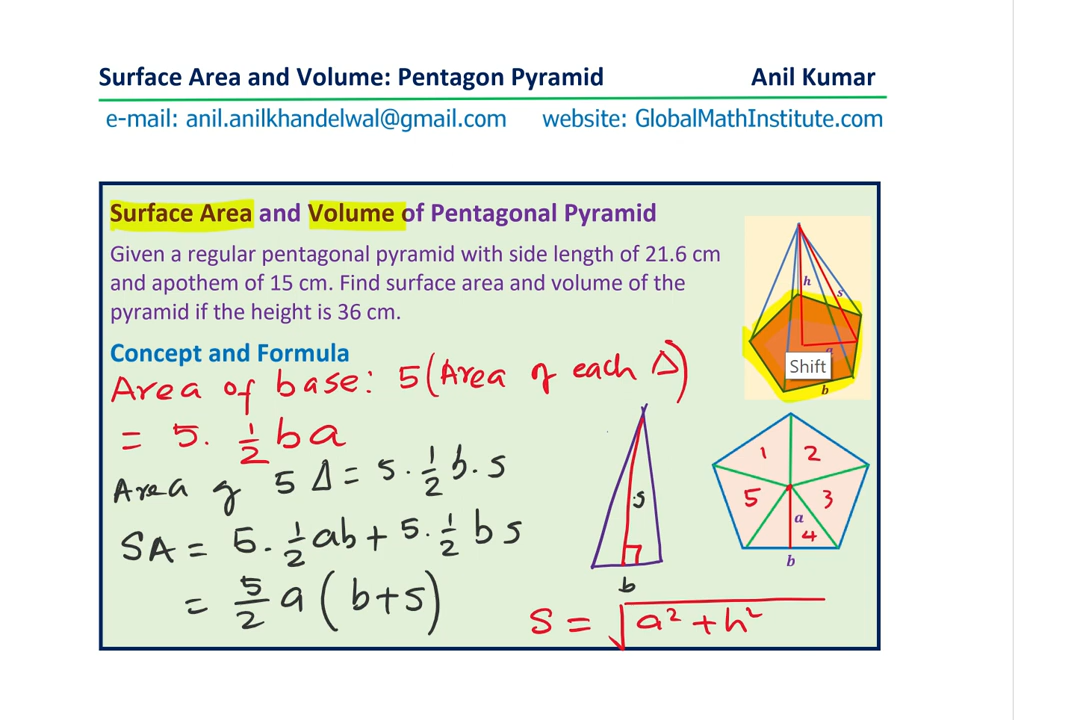 Surface Area and Volume: Pentagon Pyramid Anil Kumar
e-mail: anil.anilkhandelwal@gmail.com website: GlobalMathInstitute.com
Surface Area and Volume of Pentagonal Pyramid
Given a regular pentagonal pyramid with side length of 21.6 cm
and apothem of 15 cm. Find surface area and volume of the
pyramid if the height is 36 cm.
Concept and Formula
Area of base: 5 (Area of each Δ)
= 5. 1/2 b a
Area of 5 Δ = 5. 1/2 b. s
SA = 5. 1/2 ab + 5. 1/2 b s
= 5/2 a ( b+s)
s
b
s = √a² + h²
h
s
a
Shift
b
1 2
5 3
a
4
b